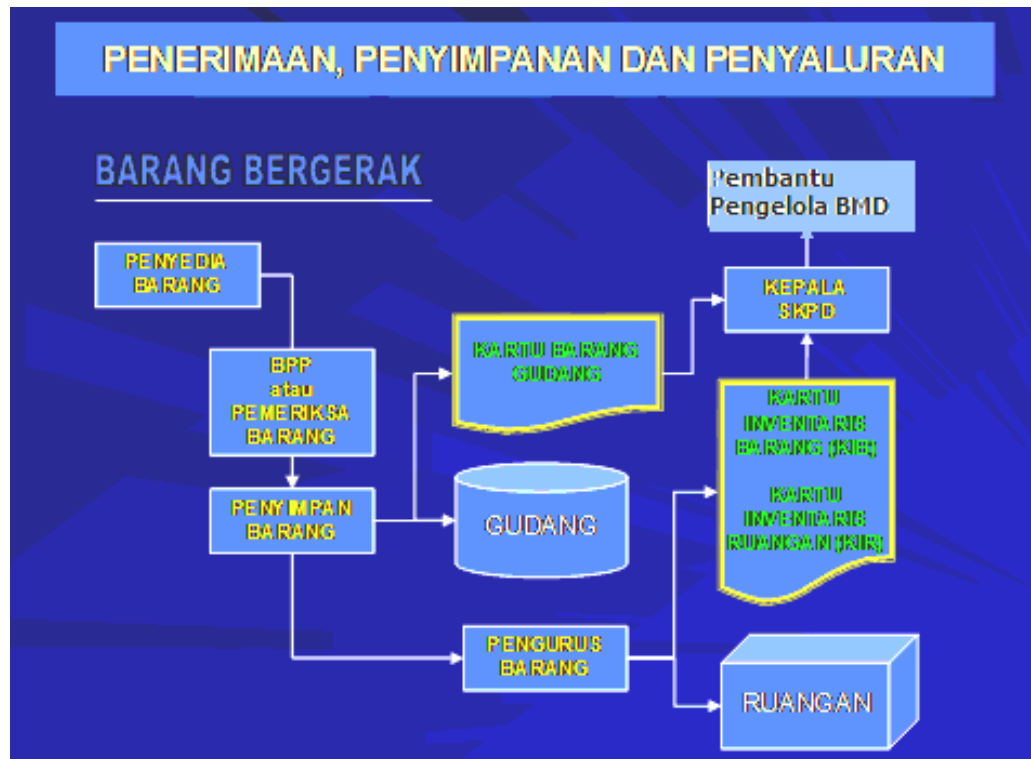 PENERIMAAN, PENYIMPANAN DAN PENYALURAN
BARANG BERGERAK
Pembantu
Pengelola BMD
PENYEDIA
BARANG
KEPALA
SKPD
KARTU BARANG
GUDANG
BPP
atau
PEMERIKSA
BARANG
KARTU
INVENTARIS
BARANG (KIB)
KARTU
INVENTARIS
RUANGAN (KIR)
PENYIMPAN
BARANG
GUDANG
PENGURUS
BARANG
RUANGAN